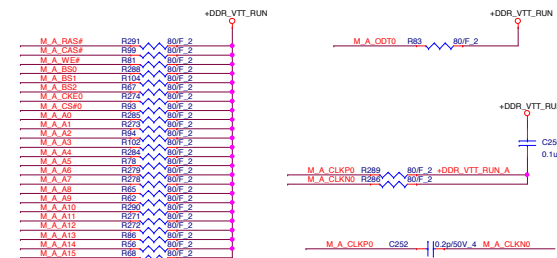 +DDR_VTT_RUN
M_A_RAS# R291 80/F_2
M_A_CAS# R99 80/F_2
M_A_WE# R81 80/F_2
M_A_BS0 R288 80/F_2
M_A_BS1 R104 80/F_2
M_A_BS2 R67 80/F_2
M_A_CKE0 R274 80/F_2
M_A_CS#0 R93 80/F_2
M_A_A0 R285 80/F_2
M_A_A1 R273 80/F_2
M_A_A2 R94 80/F_2
M_A_A3 R102 80/F_2
M_A_A4 R284 80/F_2
M_A_A5 R78 80/F_2
M_A_A6 R279 80/F_2
M_A_A7 R278 80/F_2
M_A_A8 R65 80/F_2
M_A_A9 R62 80/F_2
M_A_A10 R290 80/F_2
M_A_A11 R271 80/F_2
M_A_A12 R272 80/F_2
M_A_A13 R86 80/F_2
M_A_A14 R56 80/F_2
M_A_A15 R68 80/F_2
+DDR_VTT_RUN
M_A_ODT0 R83 80/F_2
+DDR_VTT_RU
C25
0.1u
M_A_CLKP0 R289 80/F_2 +DDR_VTT_RUN_A
M_A_CLKN0 R286 80/F_2
M_A_CLKP0 C252 0.2p/50V_4 M_A_CLKN0